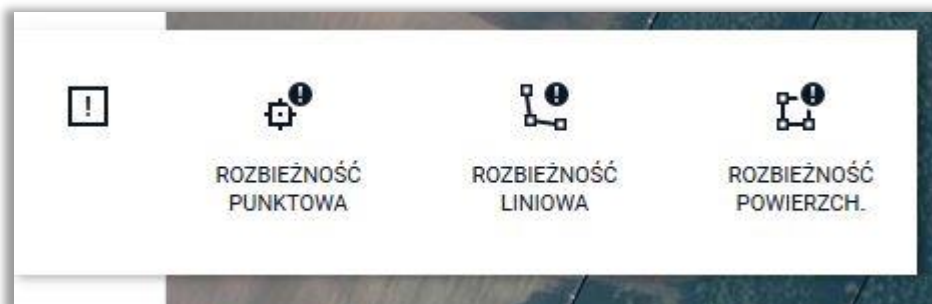 ROZBIEŻNOŚĆ
PUNKTOWA
ROZBIEŻNOŚĆ
LINIOWA
ROZBIEŻNOŚĆ
POWIERZCH.